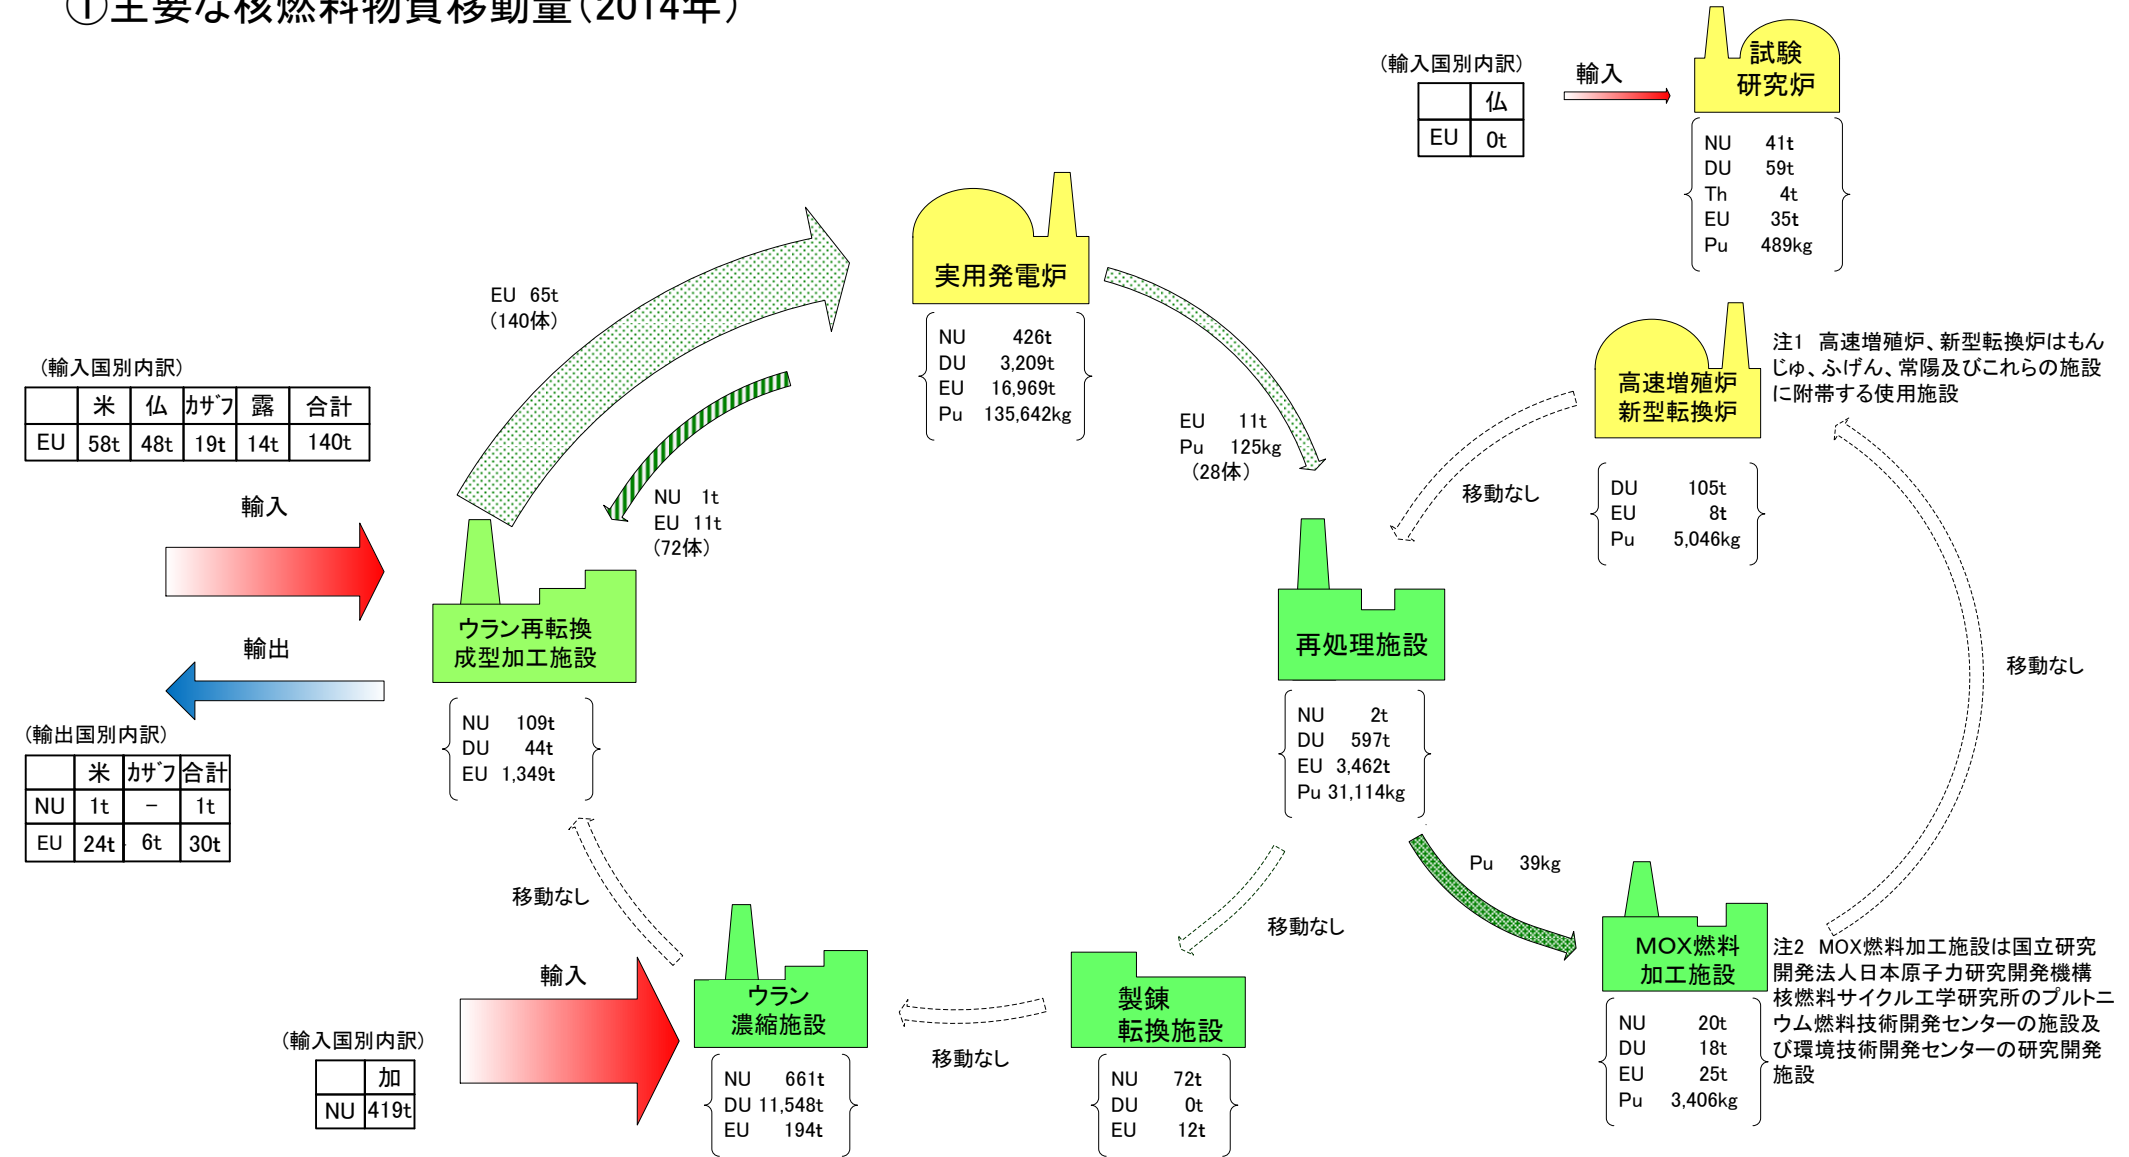 ①主要な核燃料物質移動量(2014年)
(輸入国別内訳)
仏
EU 0t
輸入
試験
研究炉
NU 41t
DU 59t
Th 4t
EU 35t
Pu 489kg
実用発電炉
NU 426t
DU 3,209t
EU 16,969t
Pu 135,642kg
EU 65t
(140体)
NU 1t
EU 11t
(72体)
EU 11t
Pu 125kg
(28体)
高速増殖炉
新型転換炉
DU 105t
EU 8t
Pu 5,046kg
注1 高速増殖炉、新型転換炉はもん
じゅ、ふげん、常陽及びこれらの施設
に附帯する使用施設
移動なし
移動なし
(輸入国別内訳)
米 仏 カザフ 露 合計
EU 58t 48t 19t 14t 140t
輸入
輸出
(輸出国別内訳)
米 カザフ 合計
NU 1t - 1t
EU 24t 6t 30t
ウラン再転換
成型加工施設
NU 109t
DU 44t
EU 1,349t
再処理施設
NU 2t
DU 597t
EU 3,462t
Pu 31,114kg
移動なし
移動なし
Pu 39kg
(輸入国別内訳)
加
NU 419t
輸入
ウラン
濃縮施設
NU 661t
DU 11,548t
EU 194t
移動なし
製錬
転換施設
NU 72t
DU 0t
EU 12t
MOX燃料
加工施設
NU 20t
DU 18t
EU 25t
Pu 3,406kg
注2 MOX燃料加工施設は国立研究
開発法人日本原子力研究開発機構
核燃料サイクル工学研究所のプルトニ
ウム燃料技術開発センターの施設及
び環境技術開発センターの研究開発
施設